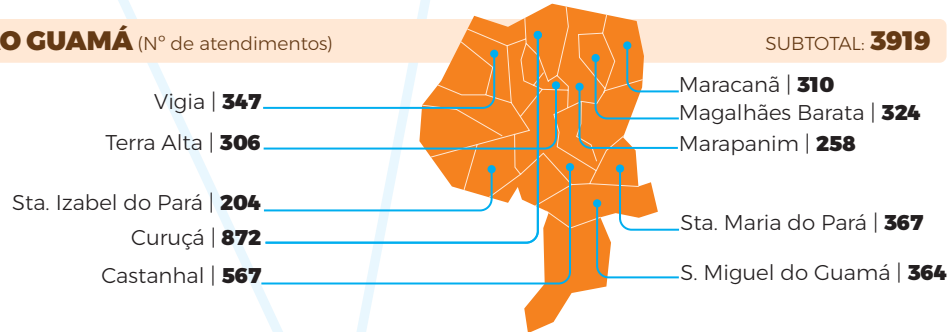 O GUAMÁ (Nº de atendimentos)
SUBTOTAL: 3919
Vigia | 347
Terra Alta | 306
Sta. Izabel do Pará | 204
Curuçá | 872
Castanhal | 567
Maracanã | 310
Magalhães Barata | 324
Marapanim | 258
Sta. Maria do Pará | 367
S. Miguel do Guamá | 364